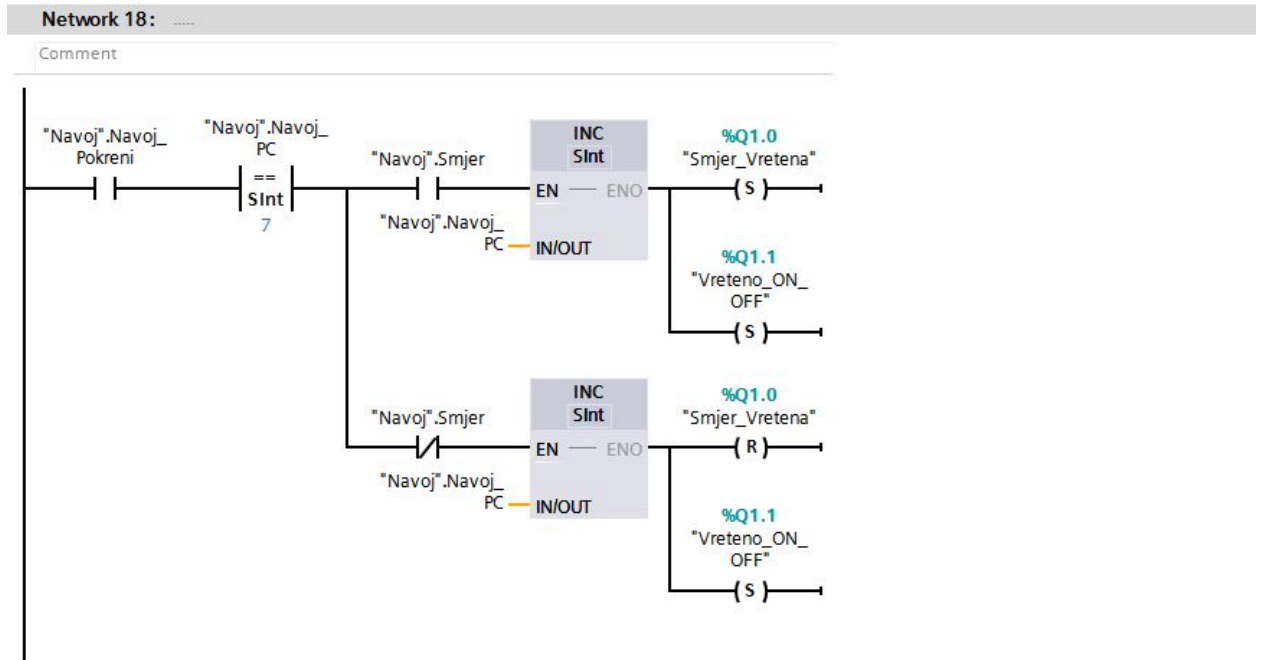 Network 18: .....
Comment
"Navoj".Navoj_
Pokreni
"Navoj".Navoj_
PC
==
SInt
7
"Navoj".Smjer
"Navoj".Navoj_
PC
INC
SInt
EN
ENO
IN/OUT
%Q1.0
"Smjer_Vretena"
S
%Q1.1
"Vreteno_ON_
OFF"
S
"Navoj".Smjer
"Navoj".Navoj_
PC
INC
SInt
EN
ENO
IN/OUT
%Q1.0
"Smjer_Vretena"
R
%Q1.1
"Vreteno_ON_
OFF"
S